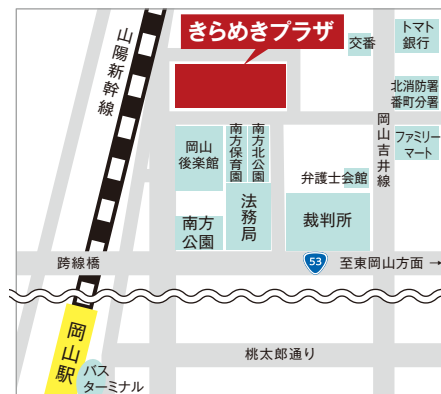 きらめきプラザ
山陽新幹線
交番
トマト
銀行
北消防署
番町分署
岡山吉井線
ファミリー
マート
岡山
後楽館
南方保育園
南方北公園
弁護士会館
法務局
裁判所
南方
公園
跨線橋
53
至東岡山方面 →
岡山駅
桃太郎通り
バス
ターミナル